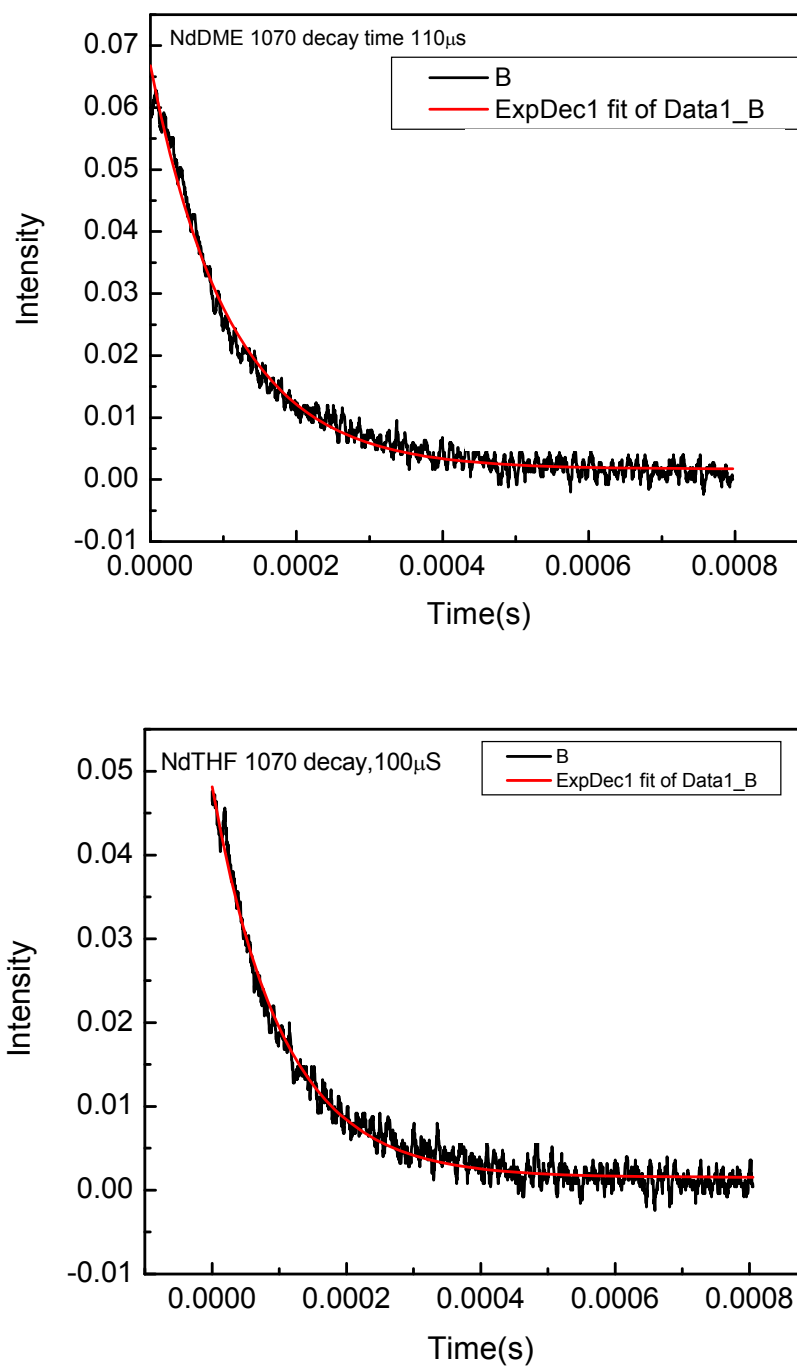 NdDME 1070 decay time 110μs
B
ExpDec1 fit of Data1_B
0.07
0.06
0.05
0.04
0.03
0.02
0.01
0.00
-0.01
Intensity
0.0000 0.0002 0.0004 0.0006 0.0008
Time(s)
NdTHF 1070 decay,100μS
B
ExpDec1 fit of Data1_B
0.05
0.04
0.03
0.02
0.01
0.00
-0.01
Intensity
0.0000 0.0002 0.0004 0.0006 0.0008
Time(s)